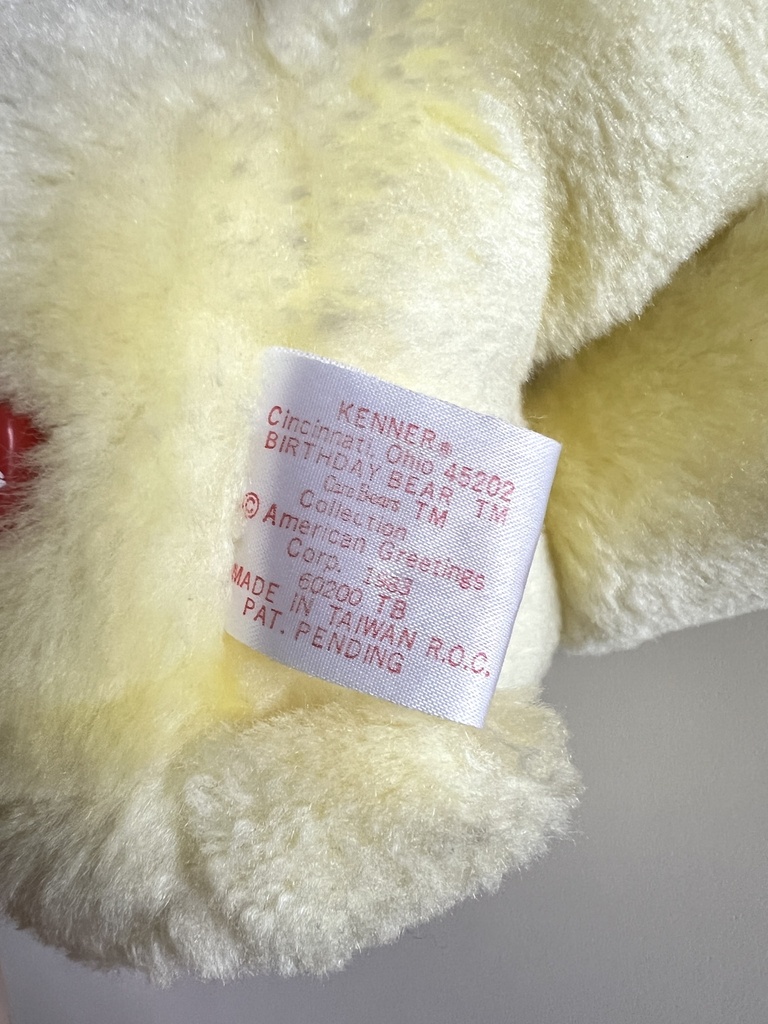 KENNER®
Cincinnati, Ohio 45202
BIRTHDAY BEAR TM
Care Bears TM
Collection
© American Greetings
Corp. 1983
60200 TB
MADE IN TAIWAN R.O.C.
PAT. PENDING